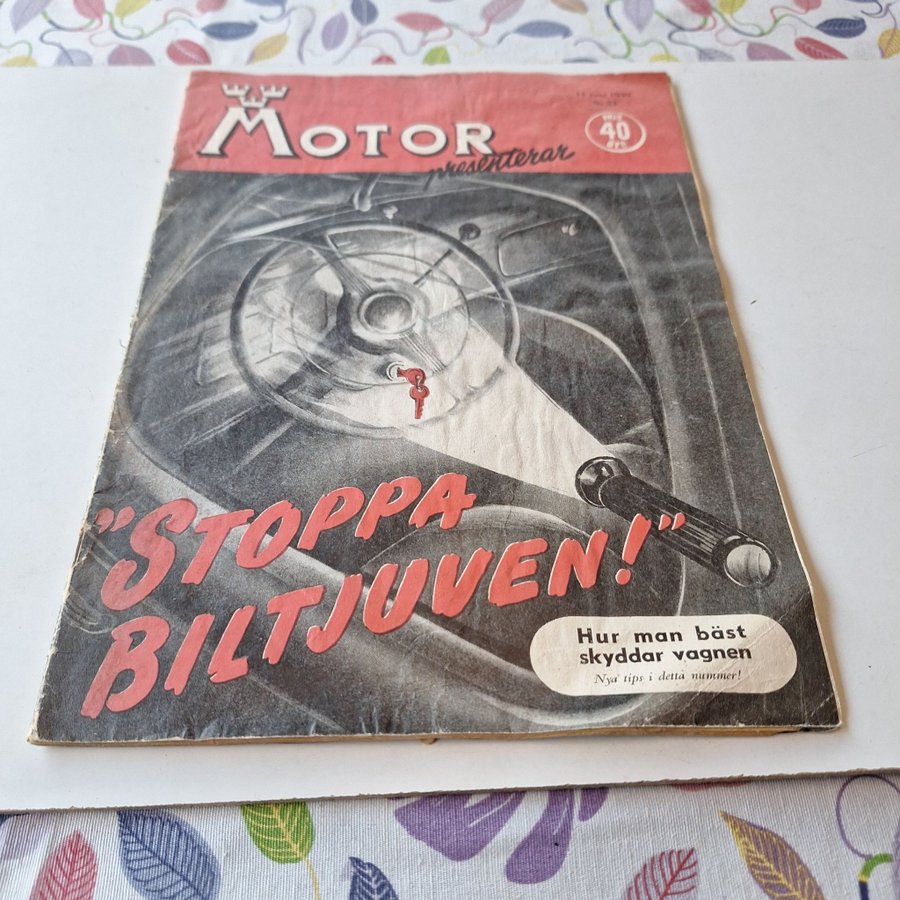 MOTOR
presenterar
PRIS
40
ÖRE
"STOPPA
BILTJUVEN!"
Hur man bäst
skyddar vagnen
Nya tips i detta nummer!